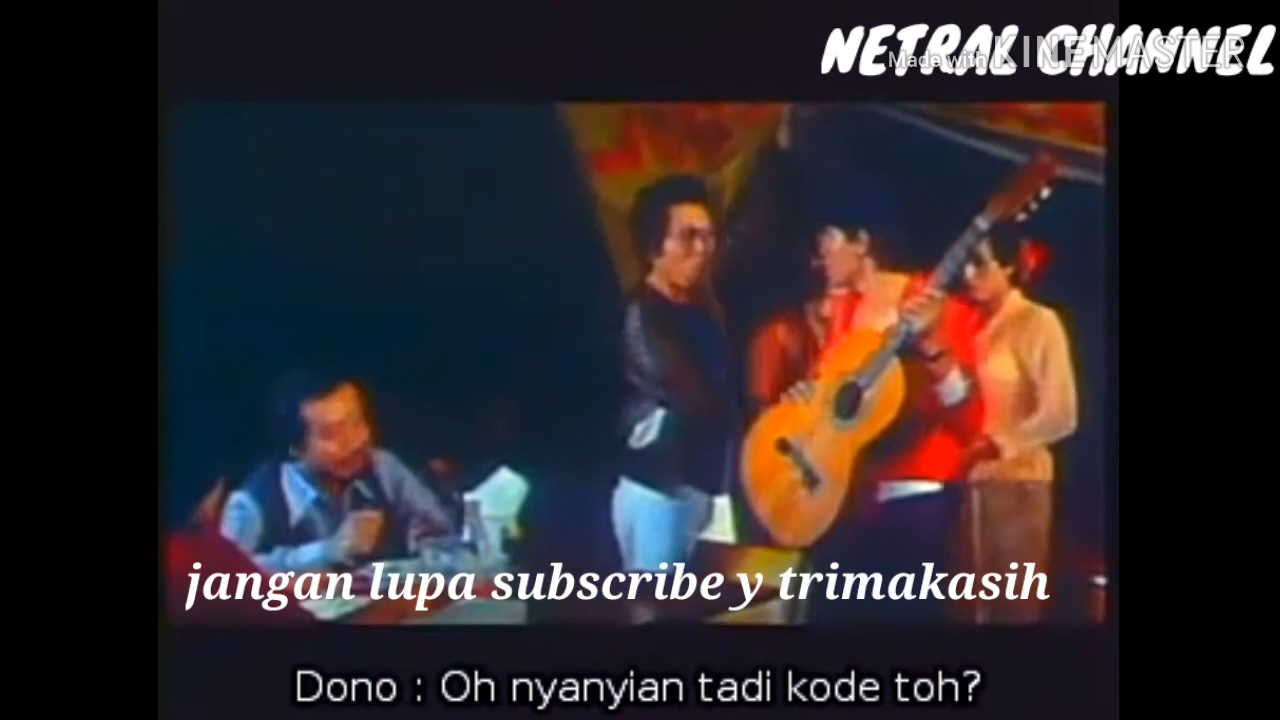 NETRAL CHANNEL
Made with KINEMASTER
jangan lupa subscribe y trimakasih
Dono : Oh nyanyian tadi kode toh?